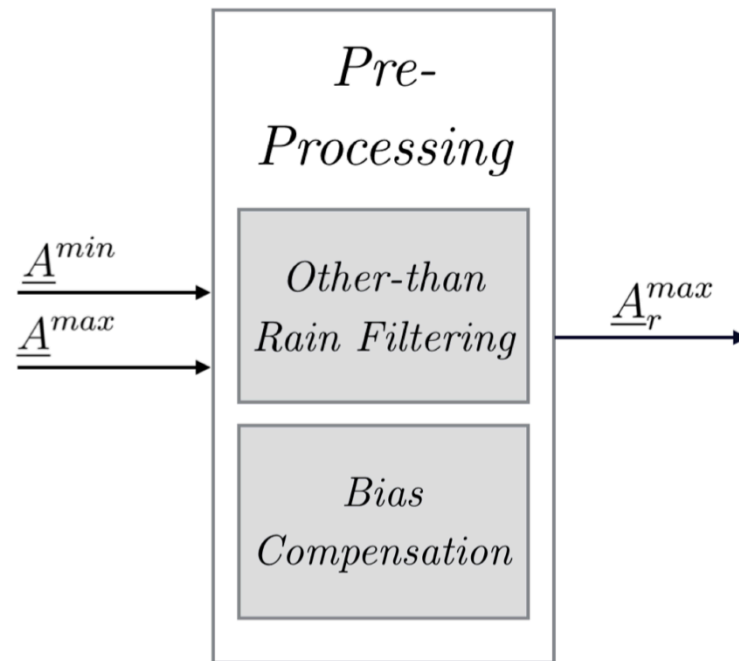 Pre-
Processing
A^{min}
Other-than
A^{max}
Rain Filtering
A_r^{max}
Bias
Compensation